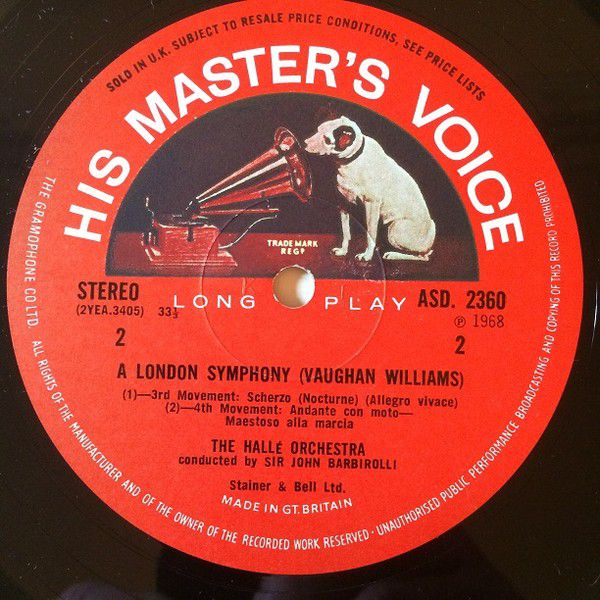 SOLD IN U.K. SUBJECT TO RESALE PRICE CONDITIONS, SEE PRICE LISTS
HIS MASTER'S VOICE
TRADE MARK
REGD
STEREO
(2YEA.3405) 33⅓
LONG PLAY
ASD. 2360
℗ 1968
2
2
A LONDON SYMPHONY (VAUGHAN WILLIAMS)
(1)—3rd Movement: Scherzo (Nocturne) (Allegro vivace)
(2)—4th Movement: Andante con moto—
Maestoso alla marcia
THE HALLÉ ORCHESTRA
conducted by SIR JOHN BARBIROLLI
Stainer & Bell Ltd.
MADE IN GT. BRITAIN
THE GRAMOPHONE CO. LTD. ALL RIGHTS OF THE MANUFACTURER AND OF THE OWNER OF THE RECORDED WORK RESERVED · UNAUTHORISED PUBLIC PERFORMANCE BROADCASTING AND COPYING OF THIS RECORD PROHIBITED